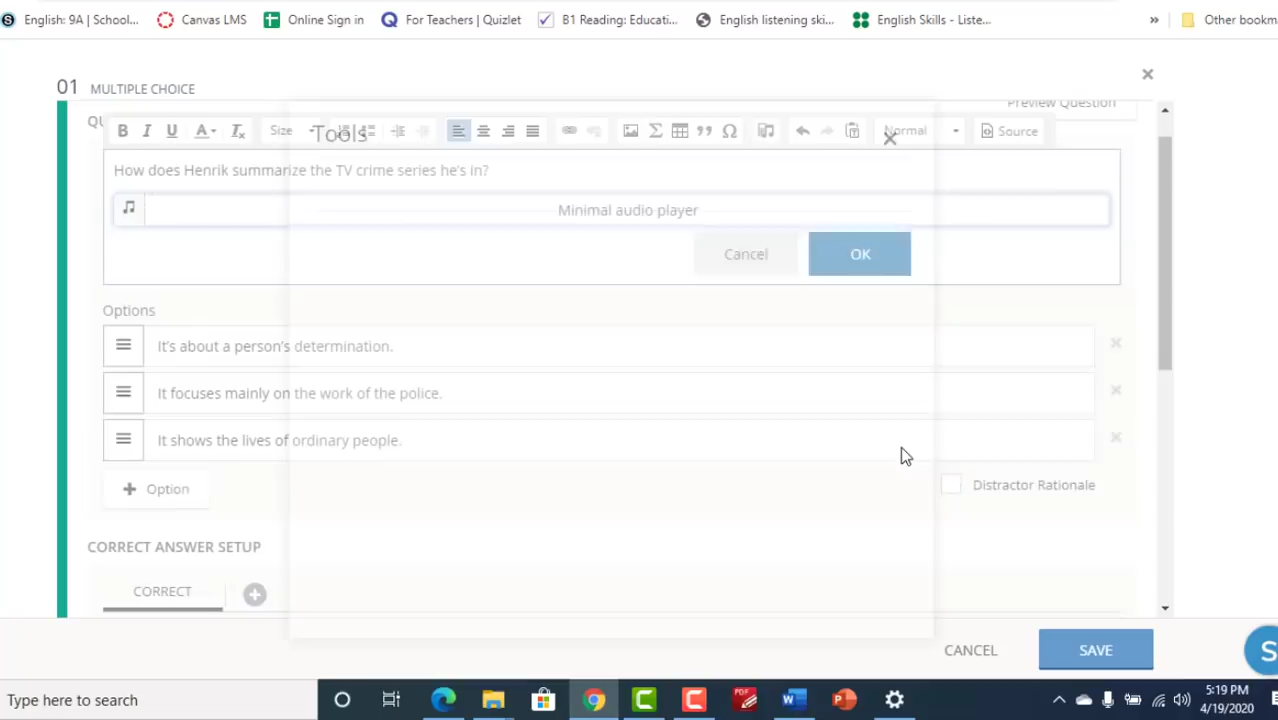 English: 9A | School...
Canvas LMS
Online Sign in
For Teachers | Quizlet
B1 Reading: Educati...
English listening ski...
English Skills - Liste...
»
Other bookm
01 MULTIPLE CHOICE
Preview Question
QU
B I U A Tx Size
Normal
Source
Tools
How does Henrik summarize the TV crime series he's in?
Minimal audio player
Cancel
OK
Options
It's about a person's determination.
It focuses mainly on the work of the police.
It shows the lives of ordinary people.
+ Option
Distractor Rationale
CORRECT ANSWER SETUP
CORRECT
CANCEL
SAVE
S
Type here to search
5:19 PM
4/19/2020